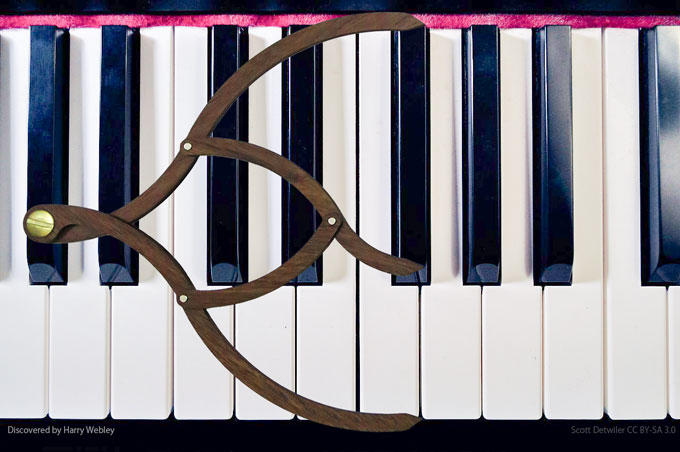 Discovered by Harry Webley
Scott Detwiler CC BY-SA 3.0